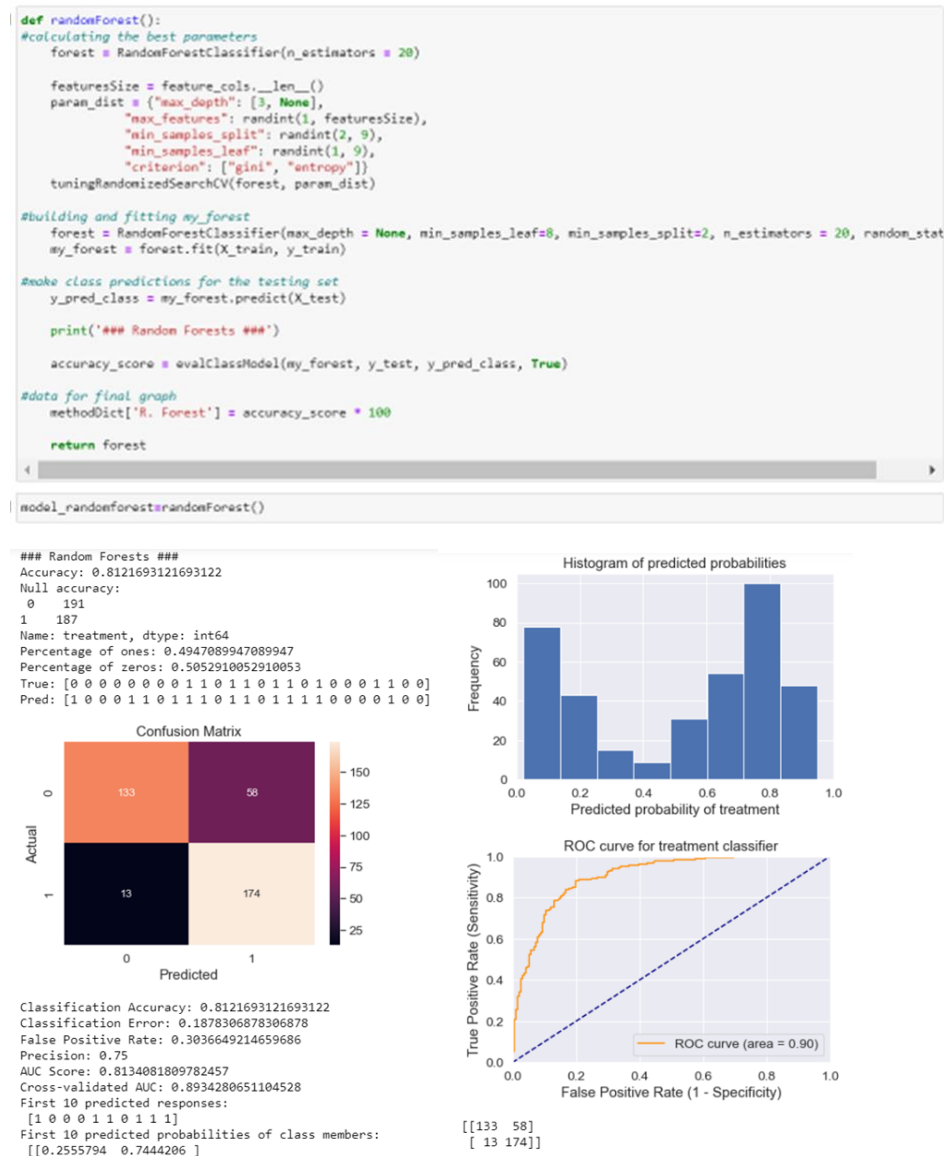 def randomForest():
#calculating the best parameters
forest = RandomForestClassifier(n_estimators = 20)
featuresSize = feature_cols.__len__()
param_dist = {"max_depth": [3, None],
"max_features": randint(1, featuresSize),
"min_samples_split": randint(2, 9),
"min_samples_leaf": randint(1, 9),
"criterion": ["gini", "entropy"]}
tuningRandomizedSearchCV(forest, param_dist)
#building and fitting my_forest
forest = RandomForestClassifier(max_depth = None, min_samples_leaf=8, min_samples_split=2, n_estimators = 20, random_stat
my_forest = forest.fit(X_train, y_train)
#make class predictions for the testing set
y_pred_class = my_forest.predict(X_test)
print('### Random Forests ###')
accuracy_score = evalClassModel(my_forest, y_test, y_pred_class, True)
#data for final graph
methodDict['R. Forest'] = accuracy_score * 100
return forest
model_randomforest=randomForest()
### Random Forests ###
Accuracy: 0.8121693121693122
Null accuracy:
0 191
1 187
Name: treatment, dtype: int64
Percentage of ones: 0.4947089947089947
Percentage of zeros: 0.5052910052910053
True: [0 0 0 0 0 0 0 0 1 1 0 1 1 0 1 1 0 1 0 0 0 1 1 0 0]
Pred: [1 0 0 0 1 1 0 1 1 1 0 1 1 0 1 1 1 1 0 0 0 0 1 0 0]
Confusion Matrix
Actual
0
1
133
58
13
174
0
1
Predicted
150
125
100
75
50
25
Classification Accuracy: 0.8121693121693122
Classification Error: 0.1878306878306878
False Positive Rate: 0.3036649214659686
Precision: 0.75
AUC Score: 0.8134081809782457
Cross-validated AUC: 0.8934280651104528
First 10 predicted responses:
[1 0 0 0 1 1 0 1 1 1]
First 10 predicted probabilities of class members:
[[0.2555794 0.7444206 ]
Histogram of predicted probabilities
Frequency
100
80
60
40
20
0
0.0 0.2 0.4 0.6 0.8 1.0
Predicted probability of treatment
ROC curve for treatment classifier
True Positive Rate (Sensitivity)
1.0
0.8
0.6
0.4
0.2
0.0
ROC curve (area = 0.90)
0.0 0.2 0.4 0.6 0.8 1.0
False Positive Rate (1 - Specificity)
[[133 58]
[ 13 174]]